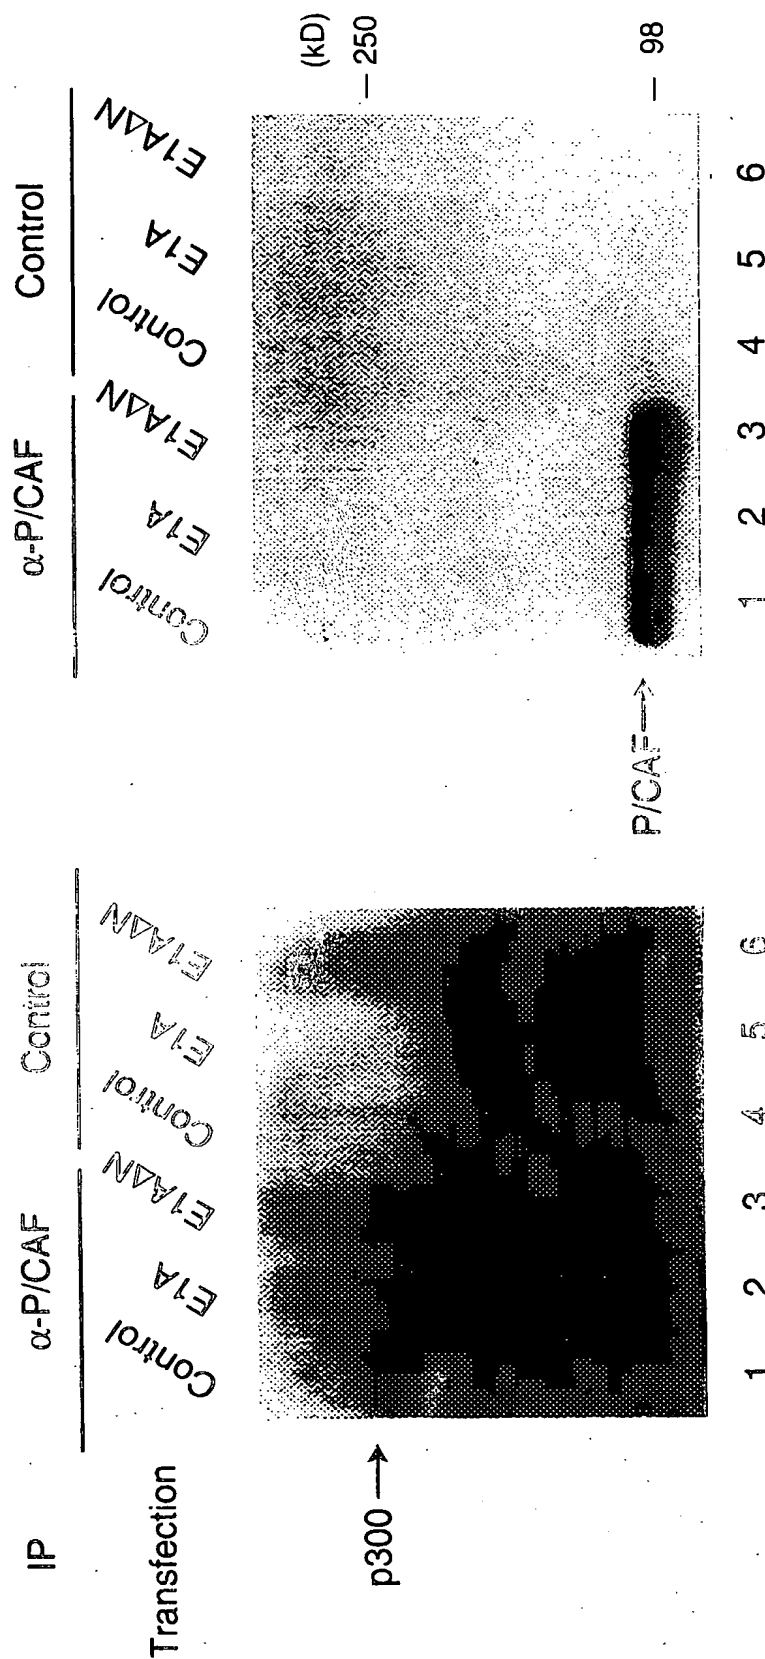 IP α-P/CAF Control α-P/CAF Control
Transfection Control E1A E1AΔN Control E1A E1AΔN Control E1A E1AΔN Control E1A E1AΔN
(kD)
p300 → – 250
P/CAF → – 98
1 2 3 4 5 6 1 2 3 4 5 6